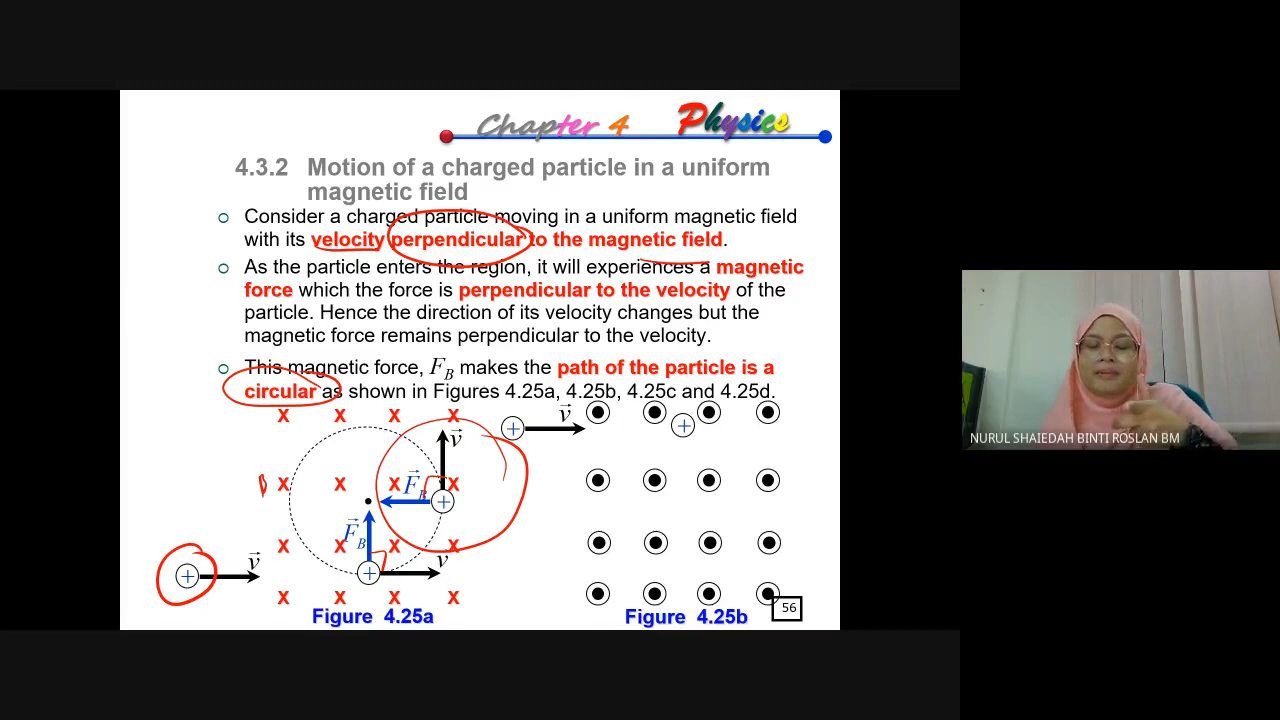 Chapter 4 Physics
4.3.2 Motion of a charged particle in a uniform
magnetic field
Consider a charged particle moving in a uniform magnetic field
with its velocity perpendicular to the magnetic field.
As the particle enters the region, it will experiences a magnetic
force which the force is perpendicular to the velocity of the
particle. Hence the direction of its velocity changes but the
magnetic force remains perpendicular to the velocity.
This magnetic force, F_B makes the path of the particle is a
circular as shown in Figures 4.25a, 4.25b, 4.25c and 4.25d.
X X X X
v⃗
+ v⃗
+
X X X X
F⃗_B
+
X X X X
F⃗_B
+ v⃗
+ v⃗
X X X X
Figure 4.25a
Figure 4.25b
56
NURUL SHAIEDAH BINTI ROSLAN BM